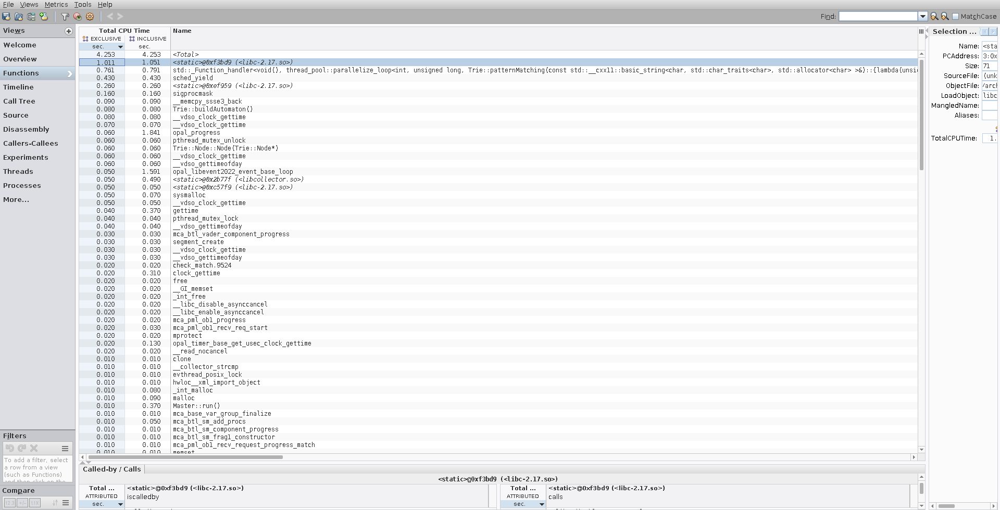 File Views Metrics Tools Help
Find: MatchCase
Views
Welcome
Overview
Functions
Timeline
Call Tree
Source
Disassembly
Callers-Callees
Experiments
Threads
Processes
More...
Filters
To add a filter, select
a row from a view
(such as Functions)
and then click on the
Compare
Total CPU Time Name
EXCLUSIVE INCLUSIVE
sec. sec.
4.253 4.253 <Total>
1.011 1.051 <static>@0xf3bd9 (<libc-2.17.so>)
0.761 0.791 std::_Function_handler<void(), thread_pool::parallelize_loop<int, unsigned long, Trie::patternMatching(const std::__cxx11::basic_string<char, std::char_traits<char>, std::allocator<char> >&)::{lambda(unsi
0.430 0.430 sched_yield
0.260 0.260 <static>@0xef959 (<libc-2.17.so>)
0.160 0.160 sigprocmask
0.090 0.090 __memcpy_ssse3_back
0.080 0.080 Trie::buildAutomaton()
0.080 0.080 __vdso_clock_gettime
0.070 0.070 __vdso_clock_gettime
0.060 1.841 opal_progress
0.060 0.060 pthread_mutex_unlock
0.060 0.060 Trie::Node::Node(Trie::Node*)
0.060 0.060 __vdso_clock_gettime
0.060 0.060 __vdso_gettimeofday
0.050 1.591 opal_libevent2022_event_base_loop
0.050 0.490 <static>@0x2b77f (<libcollector.so>)
0.050 0.050 <static>@0xc57f9 (<libc-2.17.so>)
0.050 0.070 sysmalloc
0.050 0.050 __vdso_clock_gettime
0.040 0.370 gettime
0.040 0.040 pthread_mutex_lock
0.040 0.040 __vdso_gettimeofday
0.030 0.030 mca_btl_vader_component_progress
0.030 0.030 segment_create
0.030 0.030 __vdso_clock_gettime
0.030 0.030 __vdso_gettimeofday
0.020 0.020 check_match.9524
0.020 0.310 clock_gettime
0.020 0.020 free
0.020 0.020 __GI_memset
0.020 0.020 _int_free
0.020 0.020 __libc_disable_asynccancel
0.020 0.020 __libc_enable_asynccancel
0.020 0.020 mca_pml_ob1_progress
0.020 0.030 mca_pml_ob1_recv_req_start
0.020 0.020 mprotect
0.020 0.130 opal_timer_base_get_usec_clock_gettime
0.020 0.020 __read_nocancel
0.010 0.010 clone
0.010 0.010 __collector_strcmp
0.010 0.010 evthread_posix_lock
0.010 0.010 hwloc__xml_import_object
0.010 0.080 _int_malloc
0.010 0.090 malloc
0.010 0.370 Master::run()
0.010 0.010 mca_base_var_group_finalize
0.010 0.050 mca_btl_sm_add_procs
0.010 0.010 mca_btl_sm_component_progress
0.010 0.010 mca_btl_sm_frag1_constructor
0.010 0.010 mca_pml_ob1_recv_request_progress_match
0.010 0.010 memset
Called-by / Calls
<static>@0xf3bd9 (<libc-2.17.so>)
Total ... <static>@0xf3bd9 (<libc-2.17.so>)
ATTRIBUTED iscalledby
sec.
Total ... <static>@0xf3bd9 (<libc-2.17.so>)
ATTRIBUTED calls
sec.
Selection ...
Name: <sta
PCAddress: 3:0x
Size: 71
SourceFile: (unk
ObjectFile: /arch
LoadObject: libc
MangledName:
Aliases:
TotalCPUTime: 1.